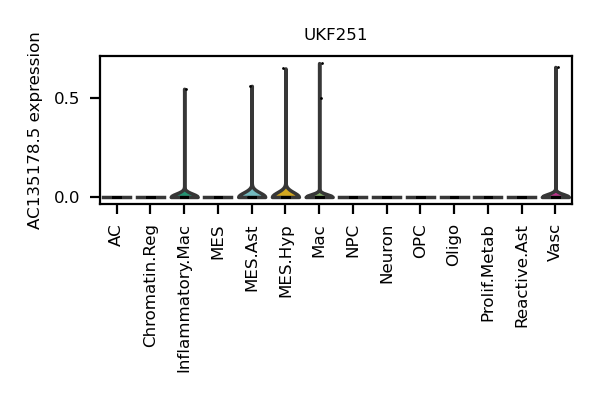 UKF251
AC135178.5 expression
0.5
0.0
AC
Chromatin.Reg
Inflammatory.Mac
MES
MES.Ast
MES.Hyp
Mac
NPC
Neuron
OPC
Oligo
Prolif.Metab
Reactive.Ast
Vasc